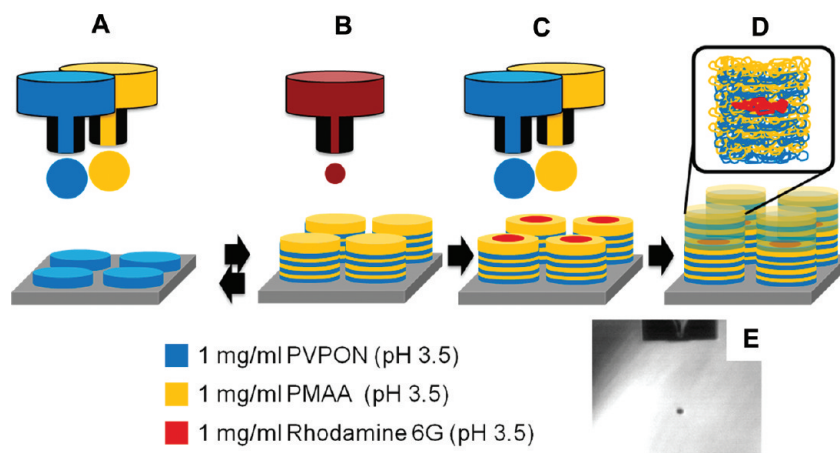 A
B
C
D
E
1 mg/ml PVPON (pH 3.5)
1 mg/ml PMAA (pH 3.5)
1 mg/ml Rhodamine 6G (pH 3.5)